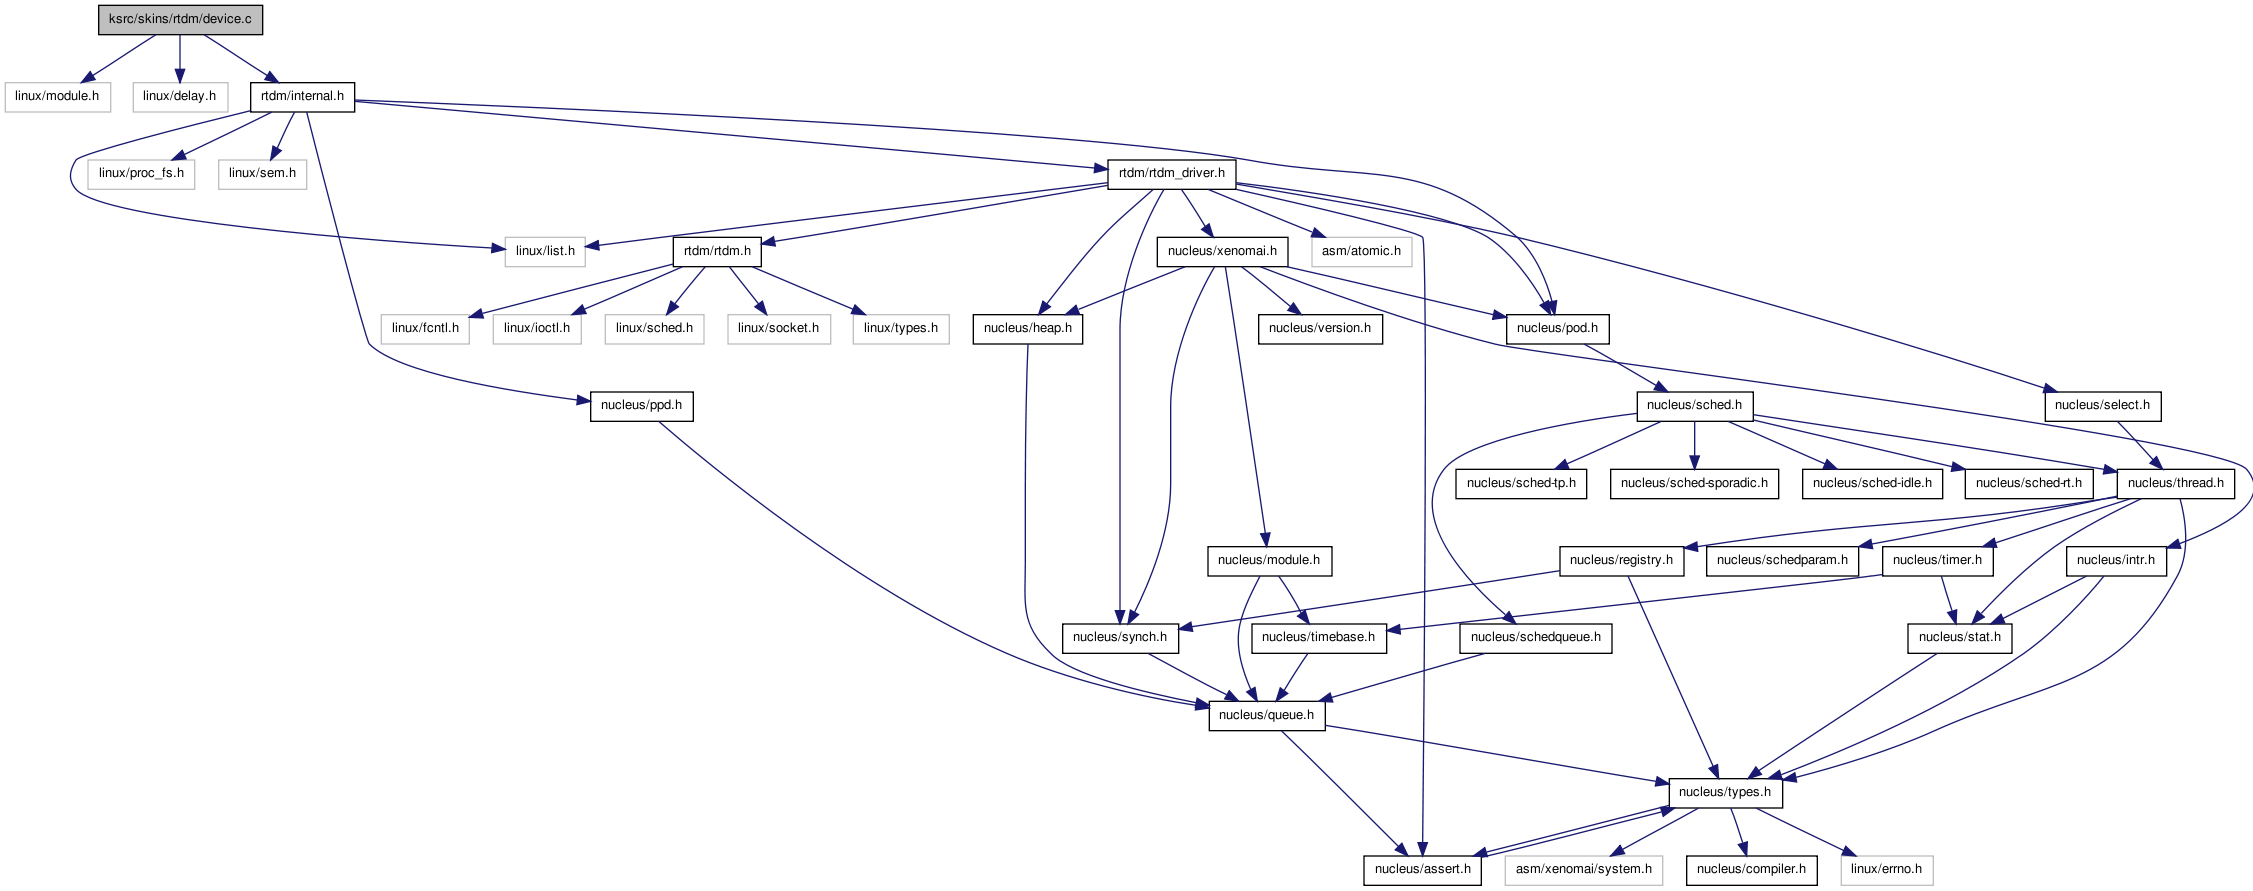 ksrc/skins/rtdm/device.c
linux/module.h
linux/delay.h
rtdm/internal.h
linux/proc_fs.h
linux/sem.h
rtdm/rtdm_driver.h
linux/list.h
rtdm/rtdm.h
nucleus/xenomai.h
asm/atomic.h
linux/fcntl.h
linux/ioctl.h
linux/sched.h
linux/socket.h
linux/types.h
nucleus/heap.h
nucleus/version.h
nucleus/pod.h
nucleus/ppd.h
nucleus/sched.h
nucleus/select.h
nucleus/sched-tp.h
nucleus/sched-sporadic.h
nucleus/sched-idle.h
nucleus/sched-rt.h
nucleus/thread.h
nucleus/module.h
nucleus/registry.h
nucleus/schedparam.h
nucleus/timer.h
nucleus/intr.h
nucleus/synch.h
nucleus/timebase.h
nucleus/schedqueue.h
nucleus/stat.h
nucleus/queue.h
nucleus/types.h
nucleus/assert.h
asm/xenomai/system.h
nucleus/compiler.h
linux/errno.h